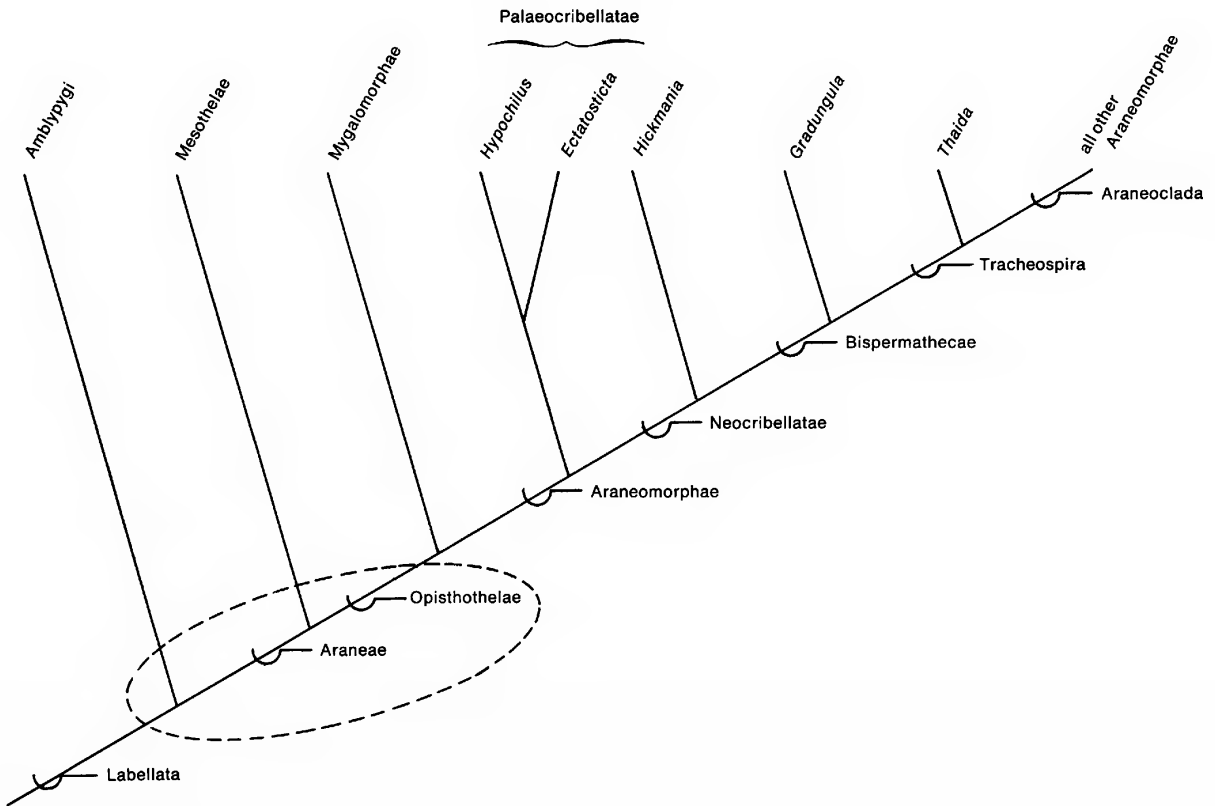 Palaeocribellatae
Amblypygi
Mesothelae
Mygalomorphae
Hypochilus
Ectatosticta
Hickmania
Gradungula
Thaida
all other
Araneomorphae
Araneoclada
Tracheospira
Bispermathecae
Neocribellatae
Araneomorphae
Opisthothelae
Araneae
Labellata